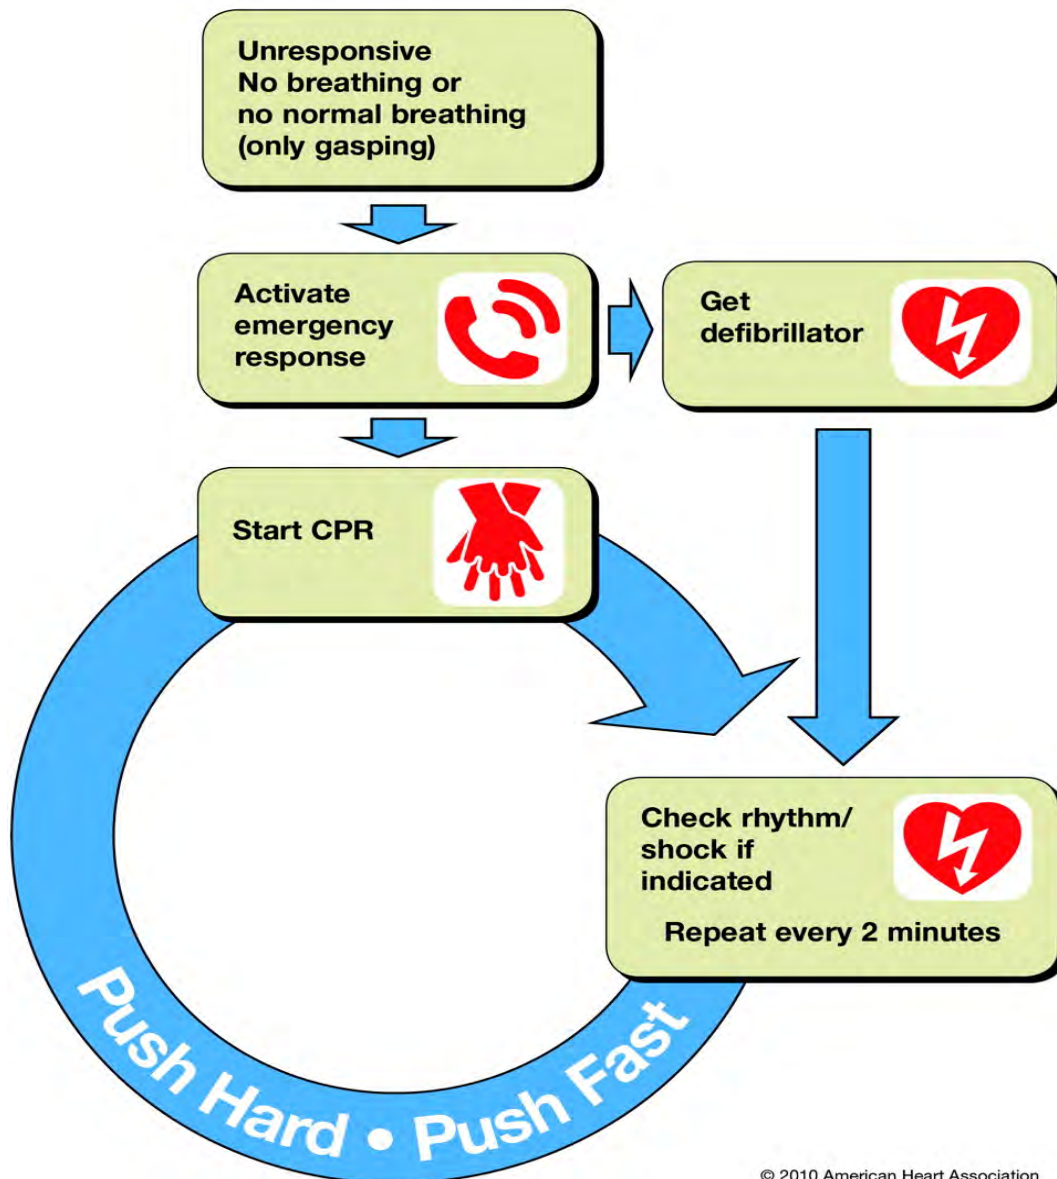 Unresponsive
No breathing or
no normal breathing
(only gasping)
Activate
emergency
response
Get
defibrillator
Start CPR
Check rhythm/
shock if
indicated
Repeat every 2 minutes
Push Hard • Push Fast
© 2010 American Heart Association